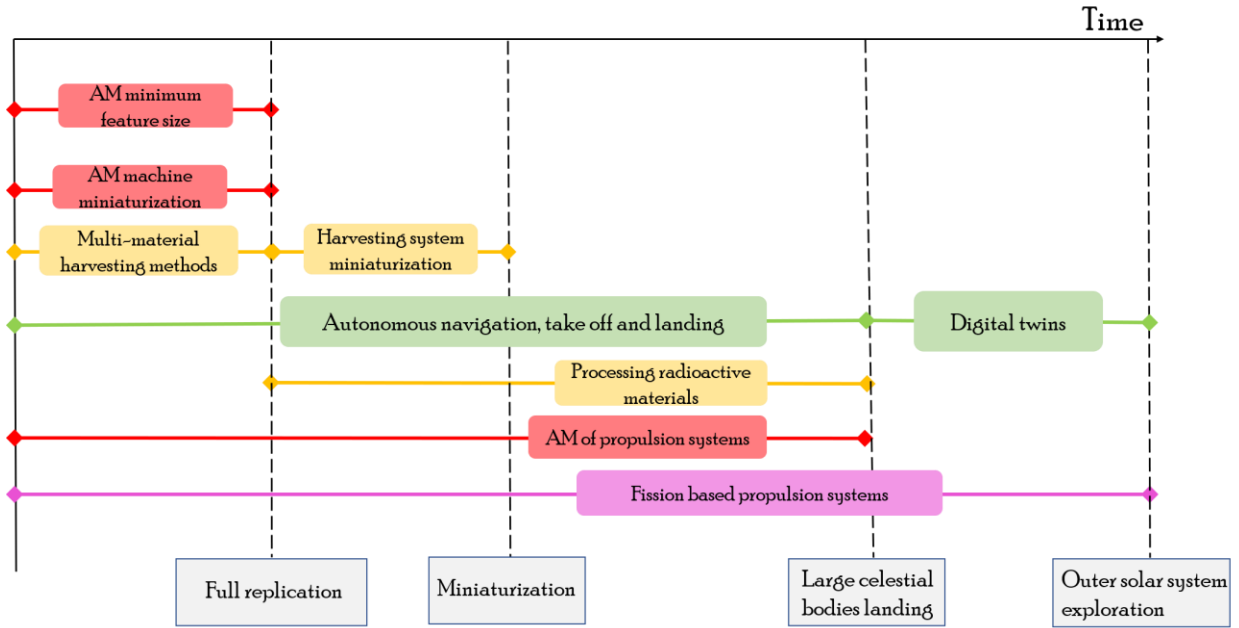 Time
AM minimum
feature size
AM machine
miniaturization
Multi-material
harvesting methods
Harvesting system
miniaturization
Autonomous navigation, take off and landing
Digital twins
Processing radioactive
materials
AM of propulsion systems
Fission based propulsion systems
Full replication
Miniaturization
Large celestial
bodies landing
Outer solar system
exploration